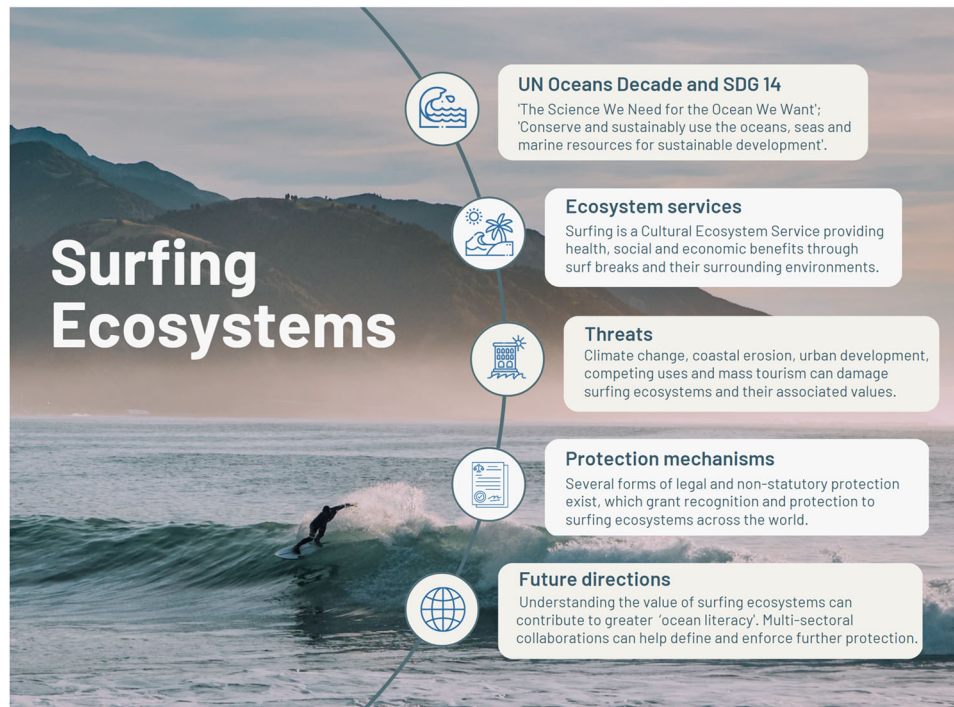 Surfing
Ecosystems
UN Oceans Decade and SDG 14
'The Science We Need for the Ocean We Want';
'Conserve and sustainably use the oceans, seas and
marine resources for sustainable development'.
Ecosystem services
Surfing is a Cultural Ecosystem Service providing
health, social and economic benefits through
surf breaks and their surrounding environments.
Threats
Climate change, coastal erosion, urban development,
competing uses and mass tourism can damage
surfing ecosystems and their associated values.
Protection mechanisms
Several forms of legal and non-statutory protection
exist, which grant recognition and protection to
surfing ecosystems across the world.
Future directions
Understanding the value of surfing ecosystems can
contribute to greater 'ocean literacy'. Multi-sectoral
collaborations can help define and enforce further protection.